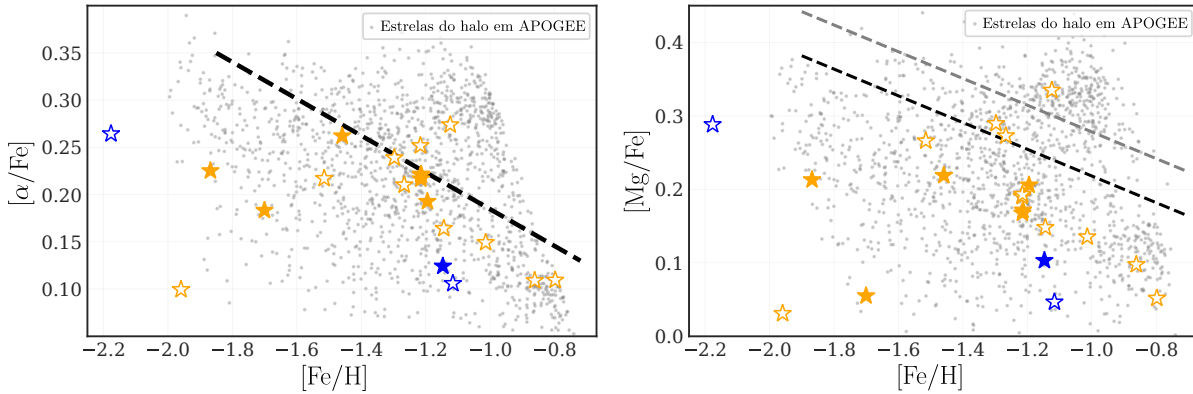 Estrelas do halo em APOGEE
[α/Fe]
0.35
0.30
0.25
0.20
0.15
0.10
−2.2 −2.0 −1.8 −1.6 −1.4 −1.2 −1.0 −0.8
[Fe/H]
Estrelas do halo em APOGEE
[Mg/Fe]
0.4
0.3
0.2
0.1
0.0
−2.2 −2.0 −1.8 −1.6 −1.4 −1.2 −1.0 −0.8
[Fe/H]